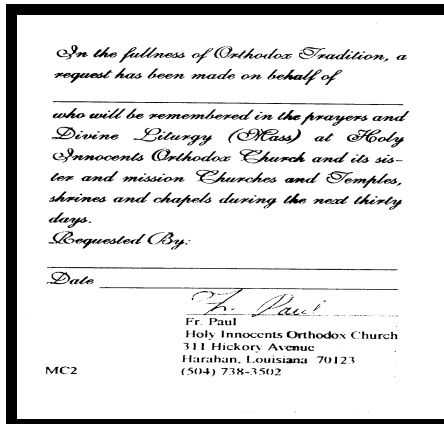 In the fullness of Orthodox Tradition, a
request has been made on behalf of
who will be remembered in the prayers and
Divine Liturgy (Mass) at Holy
Innocents Orthodox Church and its sis-
ter and mission Churches and Temples,
shrines and chapels during the next thirty
days.
Requested By:
Date
Fr. Paul
Fr. Paul
Holy Innocents Orthodox Church
311 Hickory Avenue
Harahan, Louisiana 70123
MC2 (504) 738-3502